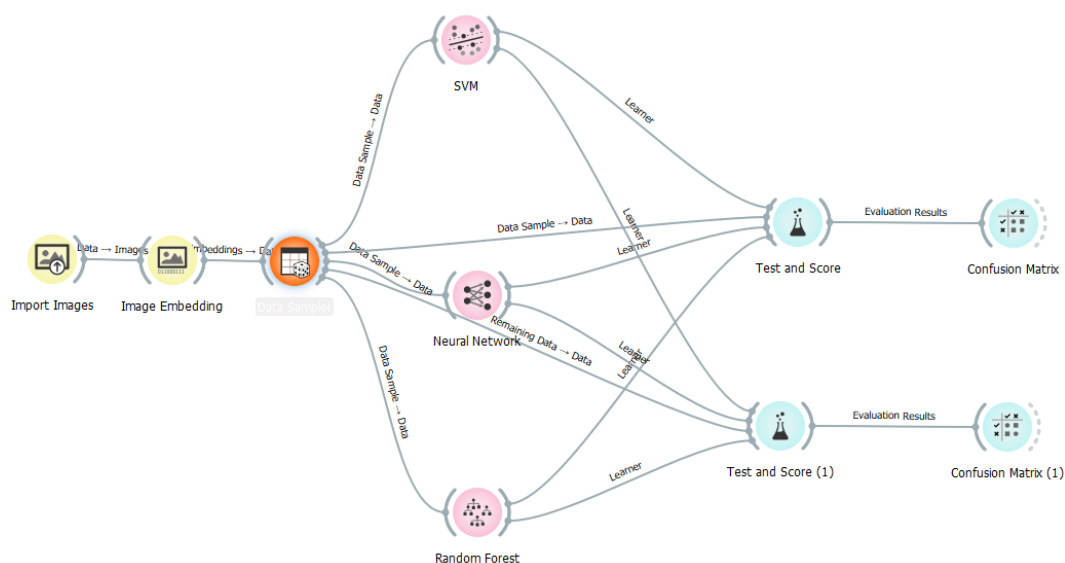 SVM
Learner
Data Sample → Data
Data Sample → Data
Learner
Evaluation Results
Data → Images
Embeddings → Data
Data Sample → Data
Learner
Test and Score
Confusion Matrix
Import Images
Image Embedding
Data Sampler
Neural Network
Remaining Data → Data
Learner
Learner
Data Sample → Data
Evaluation Results
Learner
Test and Score (1)
Confusion Matrix (1)
Random Forest
01000011